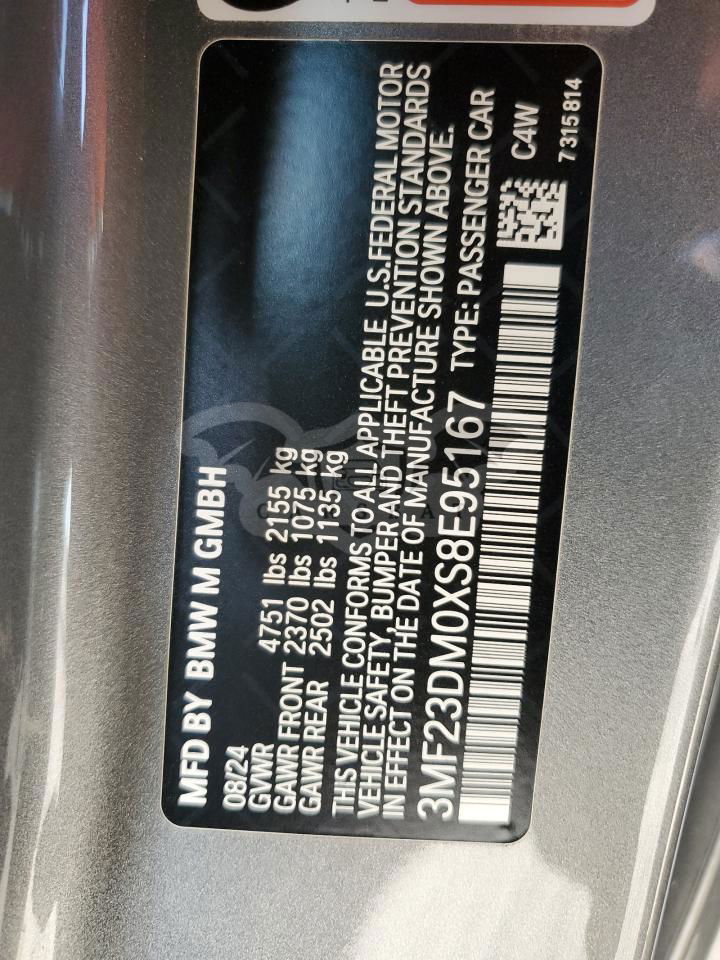 MFD BY BMW M GMBH
08/24
GVWR 4751 lbs 2155 kg
GAWR FRONT 2370 lbs 1075 kg
GAWR REAR 2502 lbs 1135 kg
THIS VEHICLE CONFORMS TO ALL APPLICABLE U.S.FEDERAL MOTOR
VEHICLE SAFETY, BUMPER AND THEFT PREVENTION STANDARDS
IN EFFECT ON THE DATE OF MANUFACTURE SHOWN ABOVE.
3MF23DM0XS8E95167 TYPE: PASSENGER CAR
C4W
7 315 814